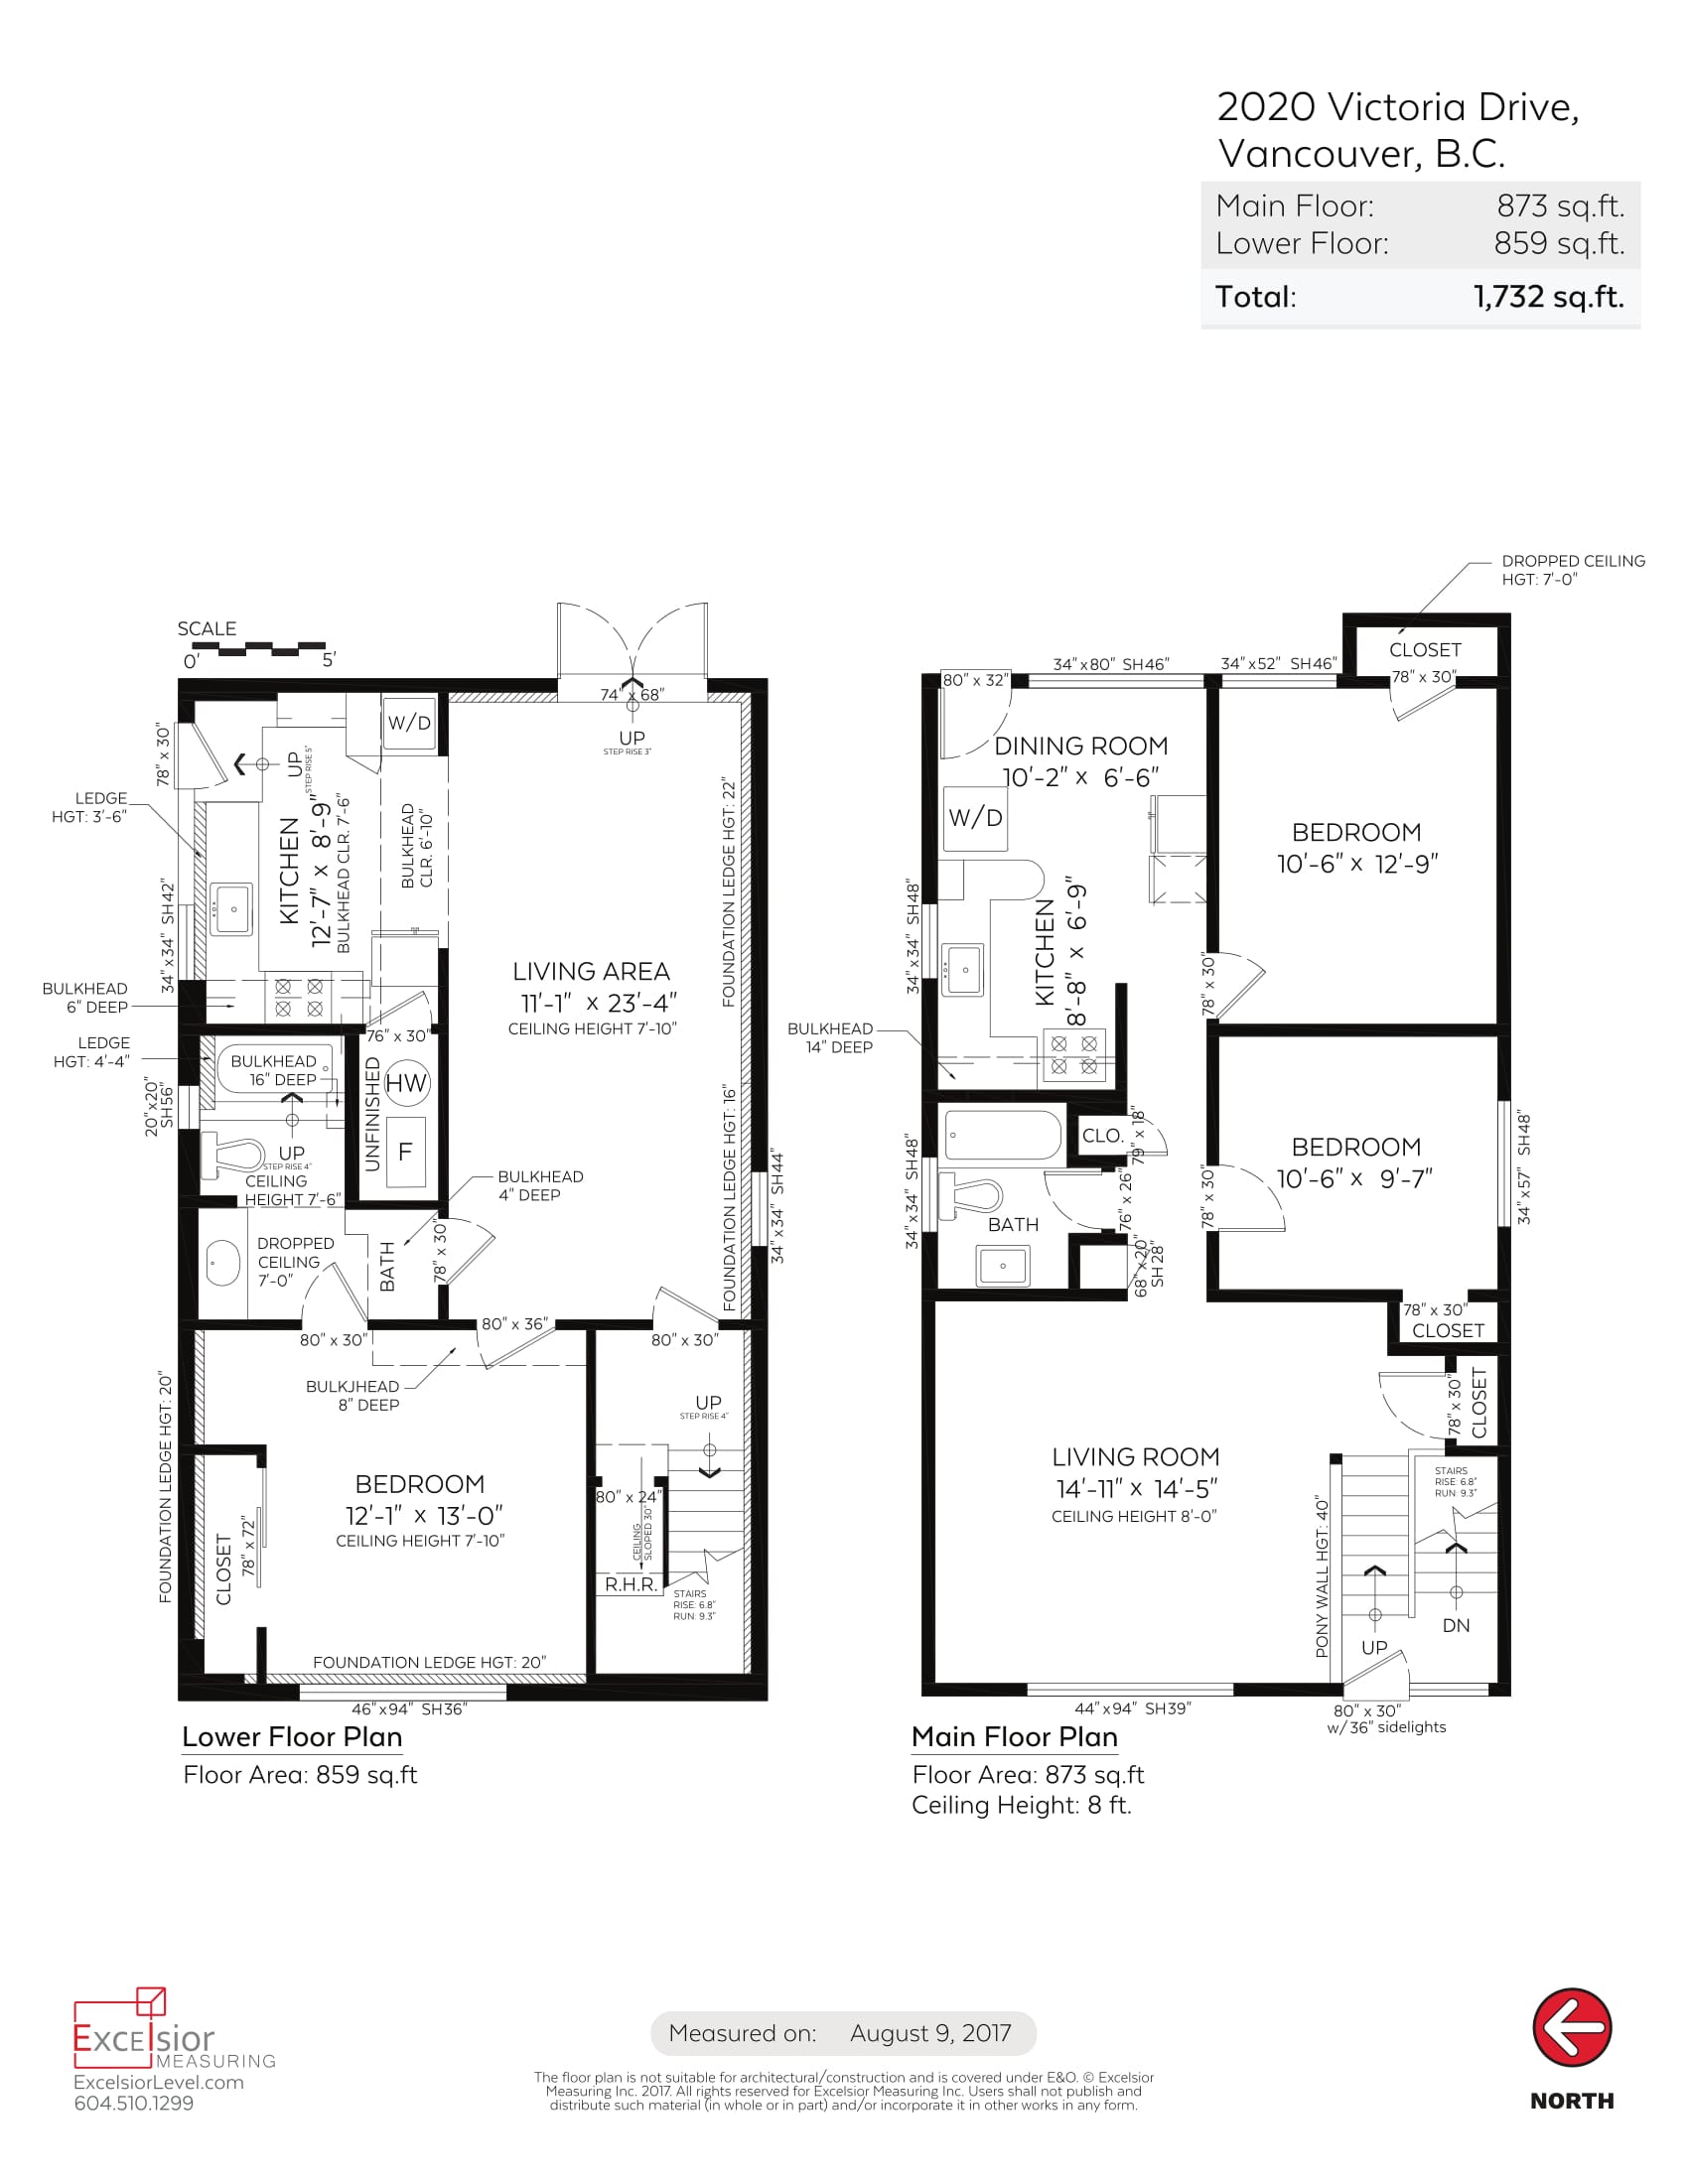 2020 Victoria Drive,
Vancouver, B.C.
Main Floor: 873 sq.ft.
Lower Floor: 859 sq.ft.
Total: 1,732 sq.ft.
SCALE
0' 5'
78" x 30"
LEDGE
HGT: 3'-6"
34" x 34" SH42"
BULKHEAD
6" DEEP
LEDGE
HGT: 4'-4"
20"x20"
SH56"
W/D
UP
STEP RISE 5"
KITCHEN
12'-7" x 8'-9"
BULKHEAD CLR. 7'-6"
BULKHEAD
CLR. 6'-10"
76" x 30"
74" x 68"
UP
STEP RISE 3"
LIVING AREA
11'-1" x 23'-4"
CEILING HEIGHT 7'-10"
FOUNDATION LEDGE HGT: 22"
FOUNDATION LEDGE HGT: 16"
34" x 34" SH44"
BULKHEAD
16" DEEP
UP
STEP RISE 4"
CEILING
HEIGHT 7'-6"
UNFINISHED
HW
F
BULKHEAD
4" DEEP
DROPPED
CEILING
7'-0"
BATH
78" x 30"
80" x 30"
80" x 36"
80" x 30"
BULKJHEAD
8" DEEP
FOUNDATION LEDGE HGT: 20"
CLOSET
78" x 72"
BEDROOM
12'-1" x 13'-0"
CEILING HEIGHT 7'-10"
FOUNDATION LEDGE HGT: 20"
46" x 94" SH36"
UP
STEP RISE 4"
80" x 24"
CEILING
SLOPED 30"
R.H.R.
STAIRS
RISE: 6.8"
RUN: 9.3"
Lower Floor Plan
Floor Area: 859 sq.ft
DROPPED CEILING
HGT: 7'-0"
CLOSET
78" x 30"
34" x 80" SH46"
34" x 52" SH46"
80" x 32"
DINING ROOM
10'-2" x 6'-6"
W/D
BEDROOM
10'-6" x 12'-9"
34" x 34" SH48"
KITCHEN
8'-8" x 6'-9"
78" x 30"
BULKHEAD
14" DEEP
CLO.
79" x 18"
BEDROOM
10'-6" x 9'-7"
34" x 57" SH48"
34" x 34" SH48"
BATH
76" x 26"
78" x 30"
68" x 20"
SH28"
78" x 30"
CLOSET
78" x 30"
CLOSET
LIVING ROOM
14'-11" x 14'-5"
CEILING HEIGHT 8'-0"
PONY WALL HGT: 40"
STAIRS
RISE: 6.8"
RUN: 9.3"
DN
UP
44" x 94" SH39"
80" x 30"
w/ 36" sidelights
Main Floor Plan
Floor Area: 873 sq.ft
Ceiling Height: 8 ft.
Excelsior
MEASURING
ExcelsiorLevel.com
604.510.1299
Measured on: August 9, 2017
The floor plan is not suitable for architectural/construction and is covered under E&O. © Excelsior
Measuring Inc. 2017. All rights reserved for Excelsior Measuring Inc. Users shall not publish and
distribute such material (in whole or in part) and/or incorporate it in other works in any form.
NORTH